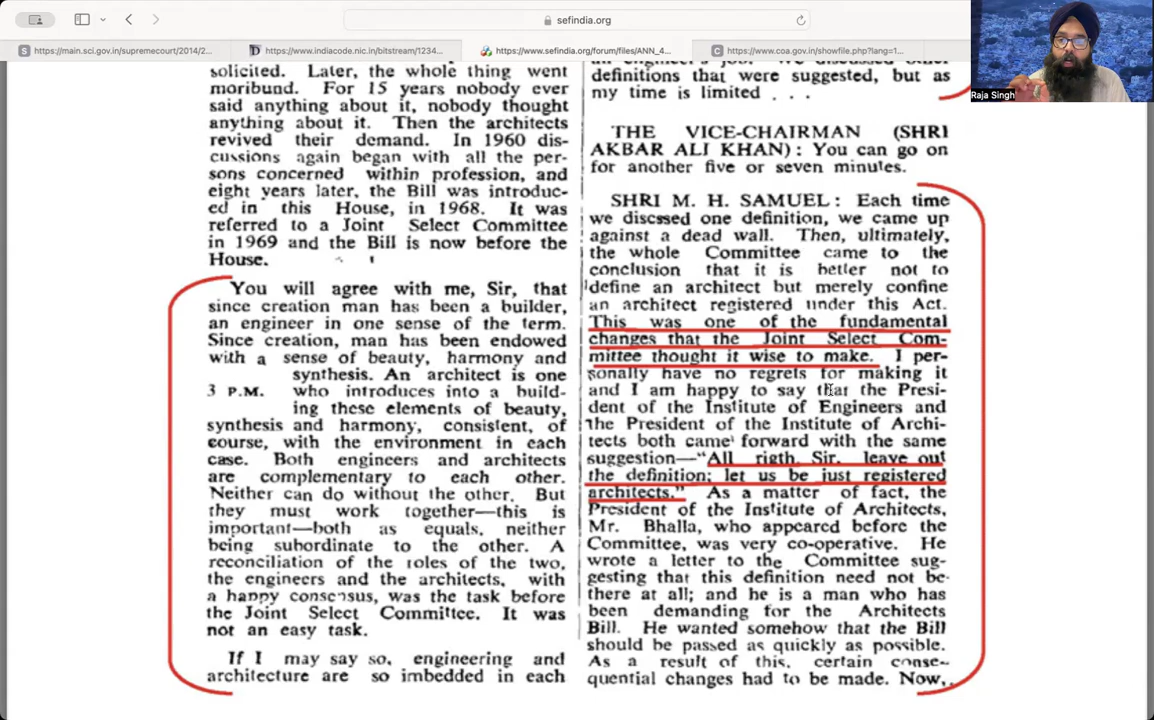 sefindia.org
https://main.sci.gov.in/supremecourt/2014/2...
https://www.indiacode.nic.in/bitstream/1234...
https://www.sefindia.org/forum/files/ANN_4...
https://www.coa.gov.in/showfile.php?lang=1...
Raja Singh
solicited. Later, the whole thing went
moribund. For 15 years nobody ever
said anything about it, nobody thought
anything about it. Then the architects
revived their demand. In 1960 dis-
cussions again began with all the per-
sons concerned within profession, and
eight years later, the Bill was introduc-
ed in this House, in 1968. It was
referred to a Joint Select Committee
in 1969 and the Bill is now before the
House.
You will agree with me, Sir, that
since creation man has been a builder,
an engineer in one sense of the term.
Since creation, man has been endowed
with a sense of beauty, harmony and
synthesis. An architect is one
3 P.M. who introduces into a build-
ing these elements of beauty,
synthesis and harmony, consistent, of
course, with the environment in each
case. Both engineers and architects
are complementary to each other.
Neither can do without the other. But
they must work together—this is
important—both as equals, neither
being subordinate to the other. A
reconciliation of the roles of the two,
the engineers and the architects, with
a happy consensus, was the task before
the Joint Select Committee. It was
not an easy task.
If I may say so, engineering and
architecture are so imbedded in each
definitions that were suggested, but as
my time is limited . . .
THE VICE-CHAIRMAN (SHRI
AKBAR ALI KHAN) : You can go on
for another five or seven minutes.
SHRI M. H. SAMUEL : Each time
we discssed one definition, we came up
against a dead wall. Then, ultimately,
the whole Committee came to the
conclusion that it is better not to
define an architect but merely confine
an architect registered under this Act.
This was one of the fundamental
changes that the Joint Select Com-
mittee thought it wise to make. I per-
sonally have no regrets for making it
and I am happy to say that the Presi-
dent of the Institute of Engineers and
the President of the Institute of Archi-
tects both came forward with the same
suggestion—"All rigth, Sir, leave out
the definition; let us be just registered
architects." As a matter of fact, the
President of the Institute of Architects,
Mr. Bhalla, who appeared before the
Committee, was very co-operative. He
wrote a letter to the Committee sug-
gesting that this definition need not be
there at all; and he is a man who has
been demanding for the Architects
Bill. He wanted somehow that the Bill
should be passed as quickly as possible.
As a result of this, certain conse-
quential changes had to be made. Now,